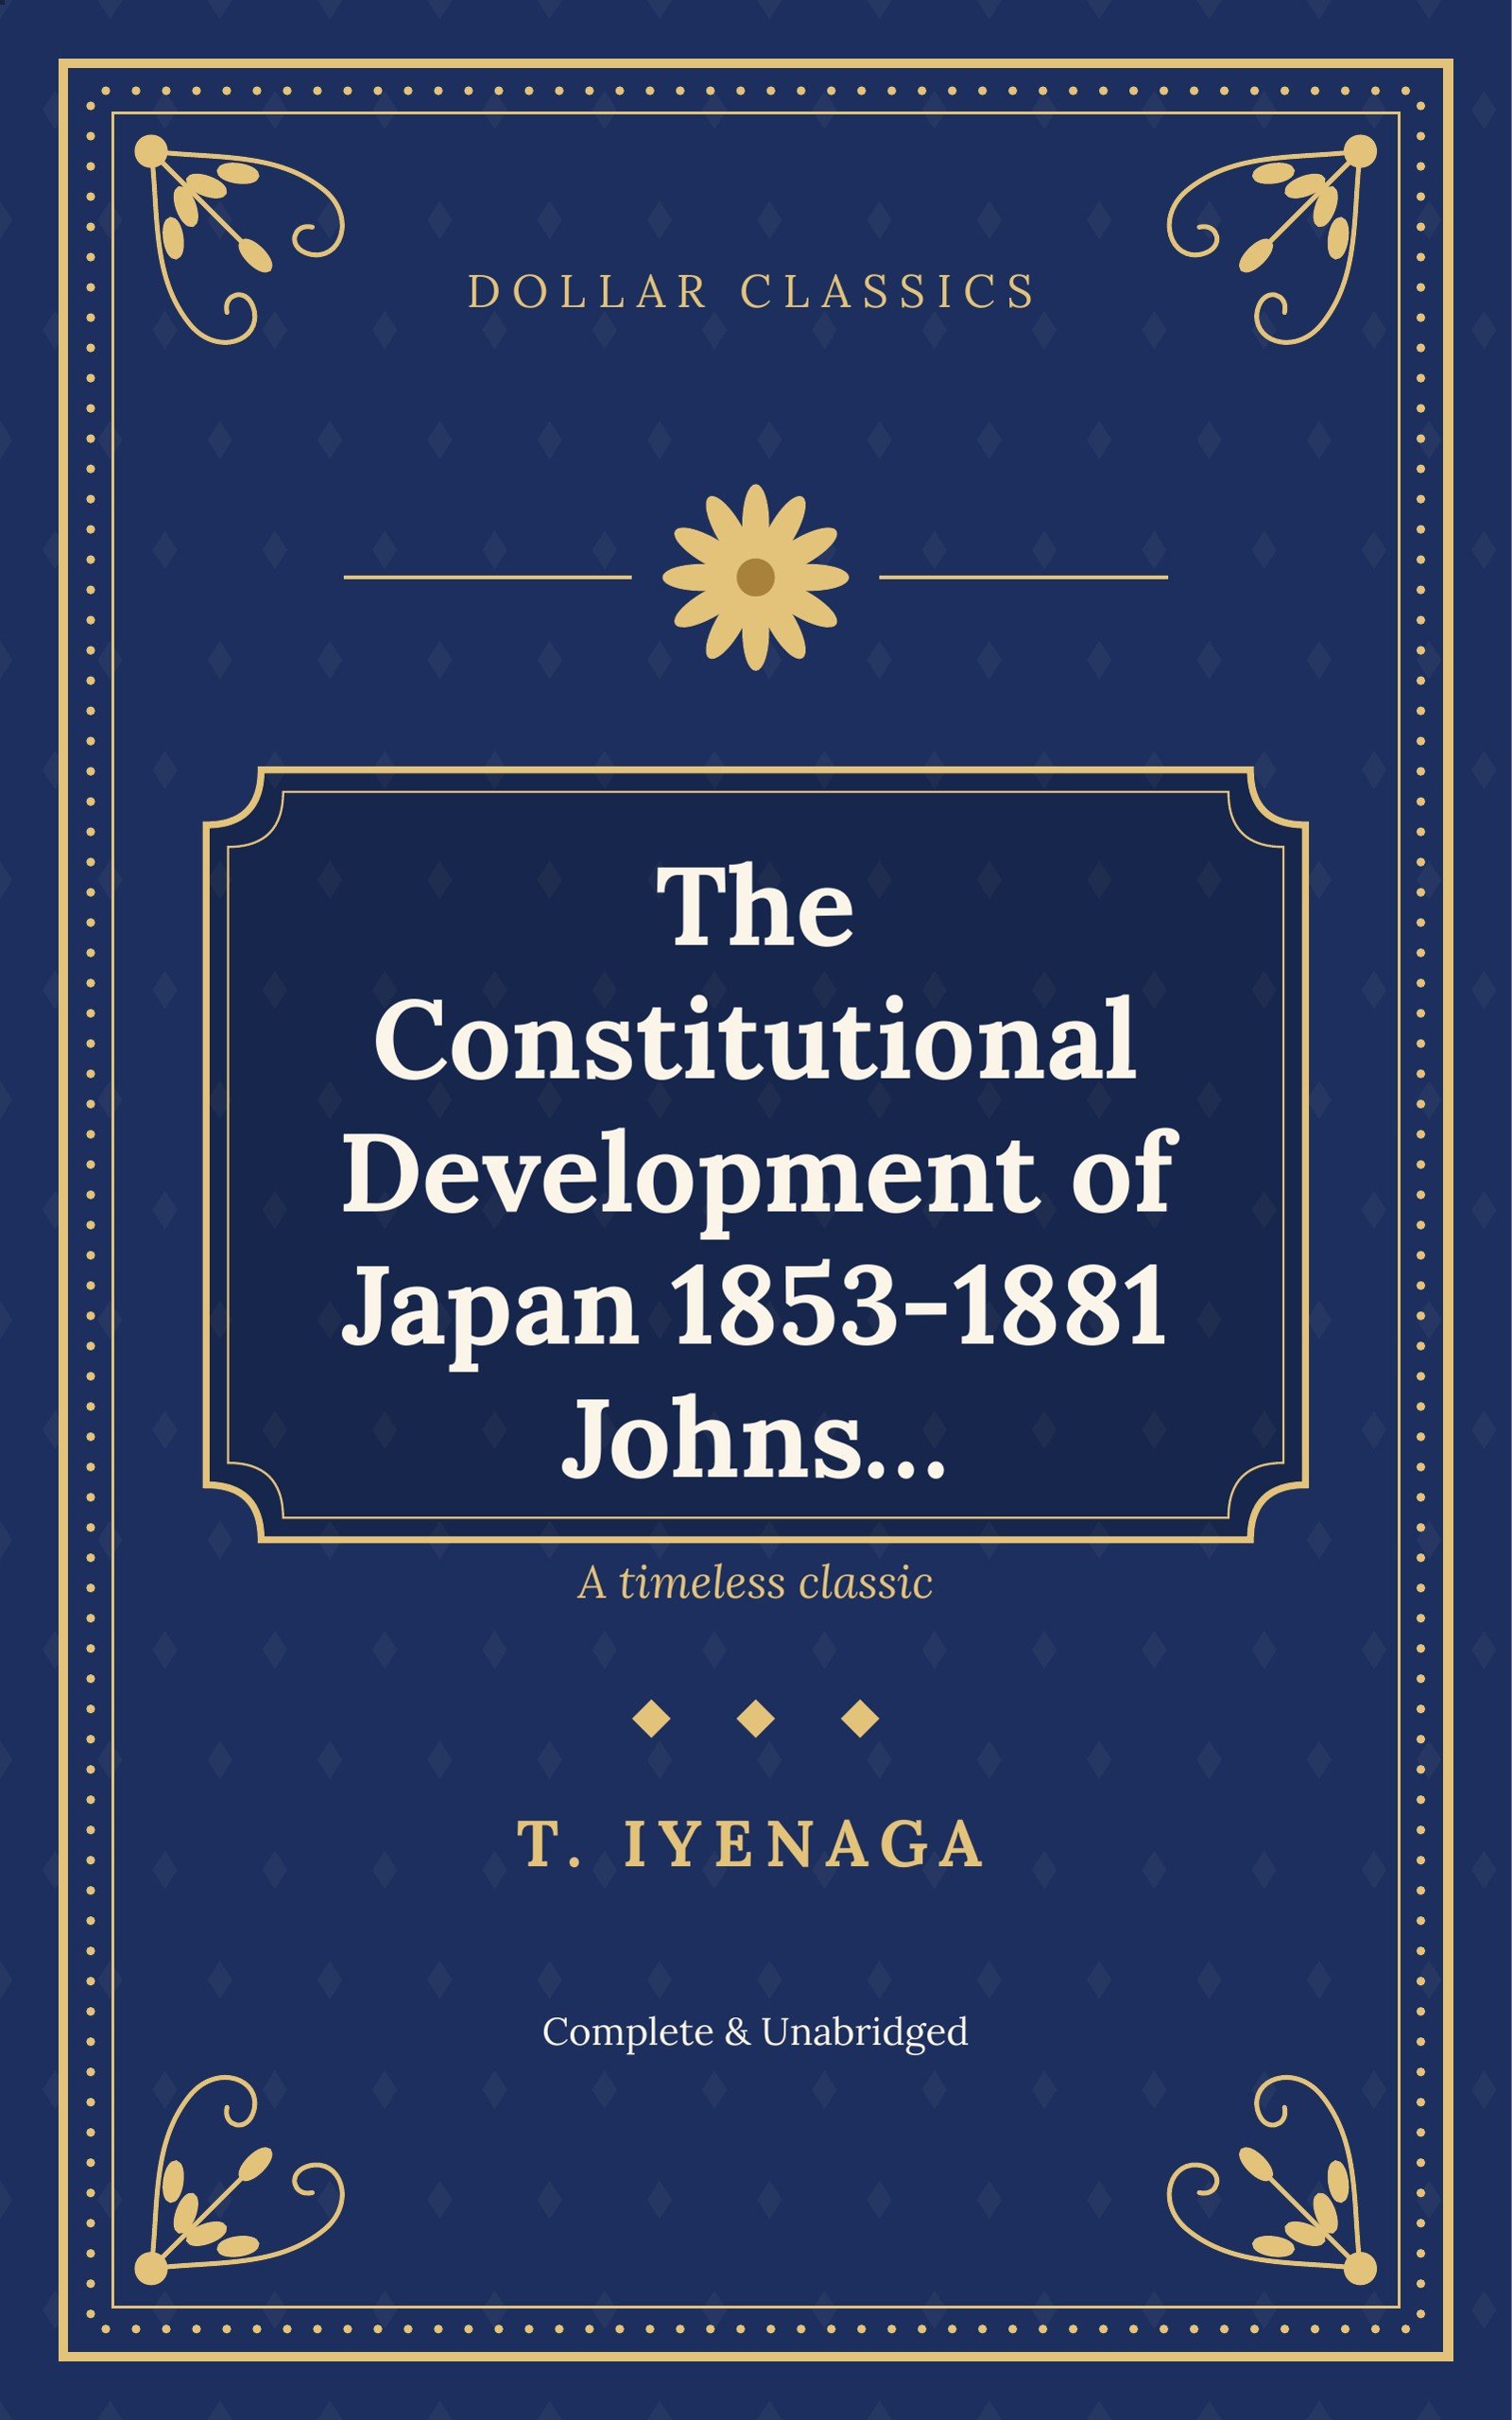 DOLLAR CLASSICS
The
Constitutional
Development of
Japan 1853-1881
Johns...
A timeless classic
T. IYENAGA
Complete & Unabridged